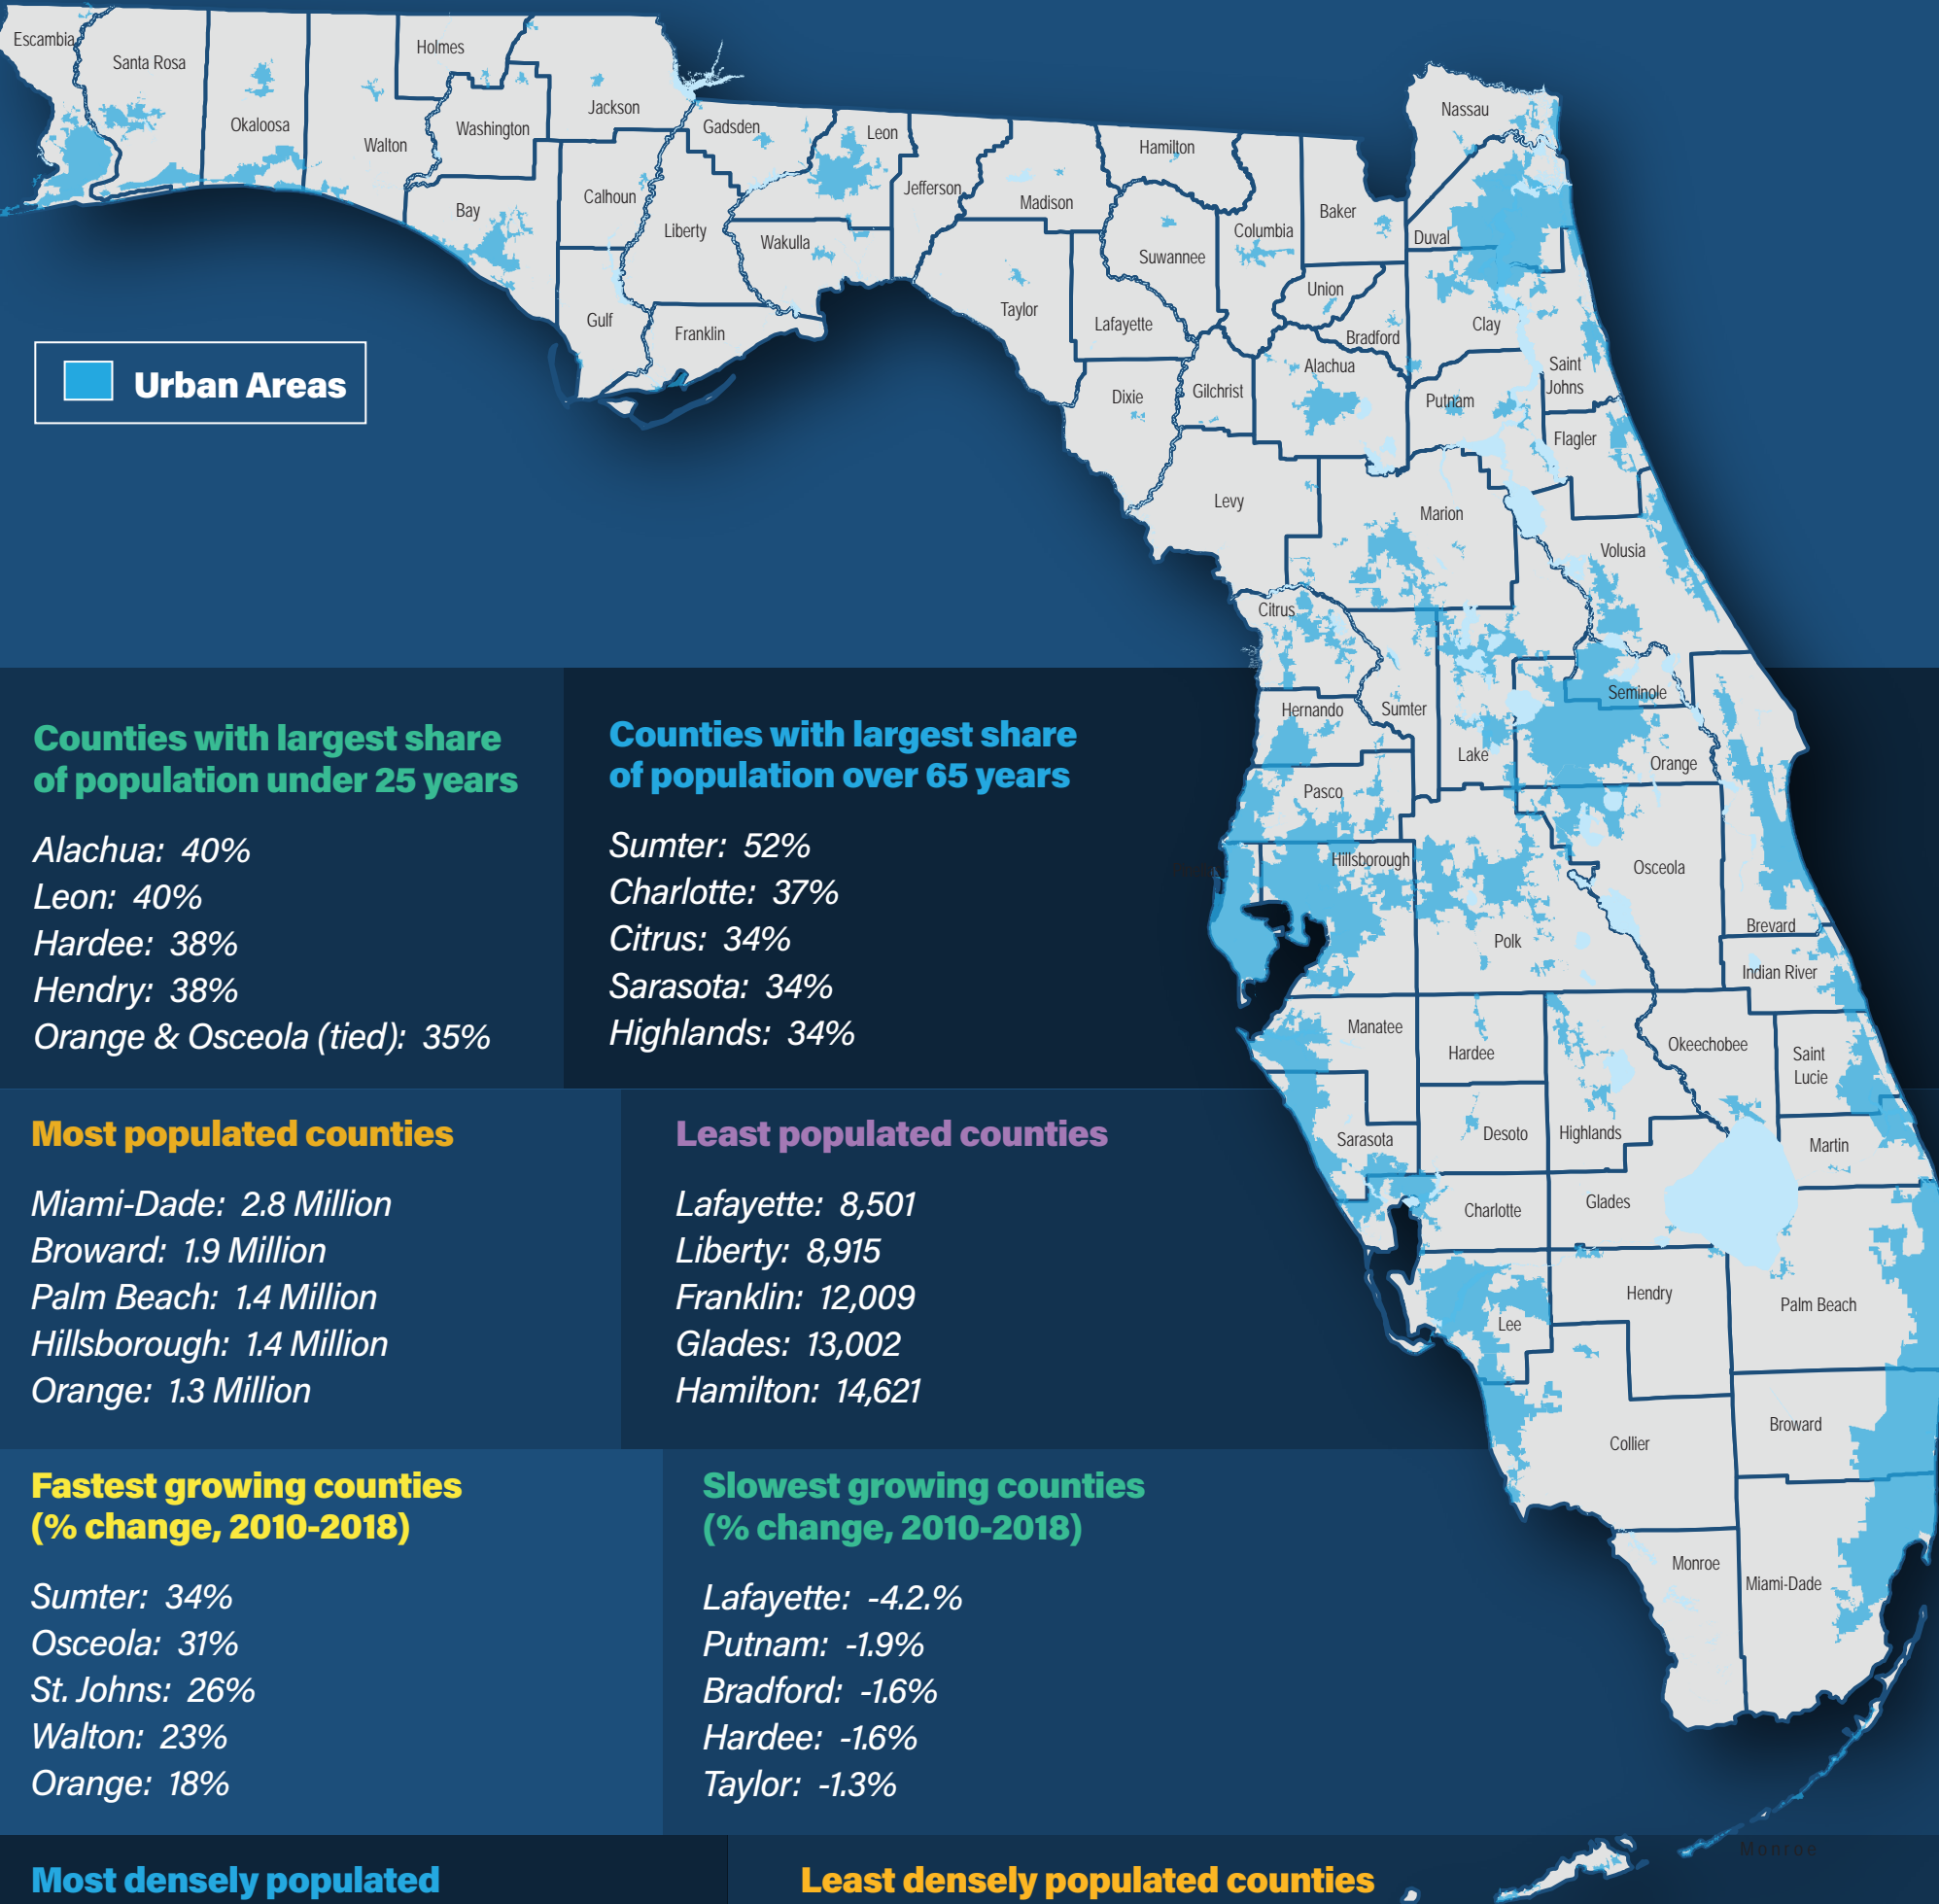 Escambia
Santa Rosa
Okaloosa
Walton
Holmes
Washington
Jackson
Bay
Calhoun
Gulf
Liberty
Gadsden
Franklin
Leon
Wakulla
Jefferson
Madison
Taylor
Hamilton
Suwannee
Lafayette
Dixie
Columbia
Gilchrist
Baker
Union
Bradford
Alachua
Levy
Nassau
Duval
Clay
Saint
Johns
Putnam
Flagler
Marion
Volusia
Citrus
Hernando
Sumter
Lake
Seminole
Orange
Pasco
Hillsborough
Polk
Osceola
Brevard
Indian River
Manatee
Hardee
Okeechobee
Saint
Lucie
Sarasota
Desoto
Highlands
Martin
Charlotte
Glades
Lee
Hendry
Palm Beach
Collier
Broward
Monroe
Miami-Dade
Monroe
Urban Areas
Counties with largest share
of population under 25 years
Alachua: 40%
Leon: 40%
Hardee: 38%
Hendry: 38%
Orange & Osceola (tied): 35%
Counties with largest share
of population over 65 years
Sumter: 52%
Charlotte: 37%
Citrus: 34%
Sarasota: 34%
Highlands: 34%
Most populated counties
Miami-Dade: 2.8 Million
Broward: 1.9 Million
Palm Beach: 1.4 Million
Hillsborough: 1.4 Million
Orange: 1.3 Million
Least populated counties
Lafayette: 8,501
Liberty: 8,915
Franklin: 12,009
Glades: 13,002
Hamilton: 14,621
Fastest growing counties
(% change, 2010-2018)
Sumter: 34%
Osceola: 31%
St. Johns: 26%
Walton: 23%
Orange: 18%
Slowest growing counties
(% change, 2010-2018)
Lafayette: -4.2.%
Putnam: -1.9%
Bradford: -1.6%
Hardee: -1.6%
Taylor: -1.3%
Most densely populated
Least densely populated counties